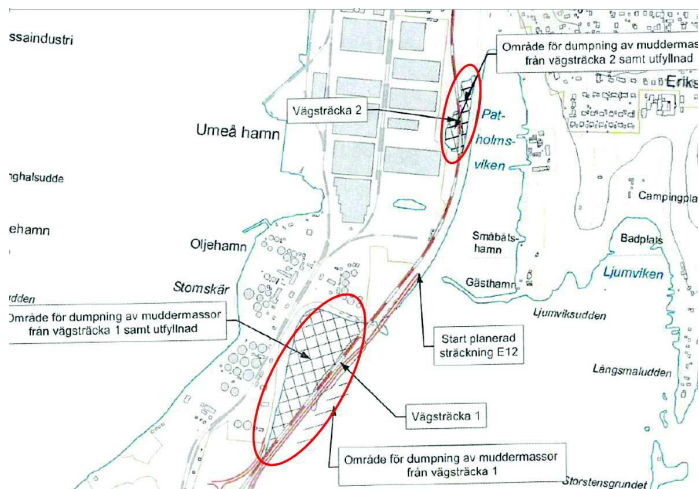 ssaindustri
Område för dumpning av muddermassor
från vägsträcka 2 samt utfyllnad
Eriks
Vägsträcka 2
Umeå hamn
Pat-
holms-
viken
nghalsudde
Campingpla
ehamn
Oljehamn
Småbåts-
hamn
Badplats
Stomskär
Gästhamn
Ljumviken
udden
Ljumviksudden
Område för dumpning av muddermassor
från vägsträcka 1 samt utfyllnad
Start planerad
sträckning E12
Långsmaludden
Vägsträcka 1
Område för dumpning av muddermassor
från vägsträcka 1
Storstensgrundet